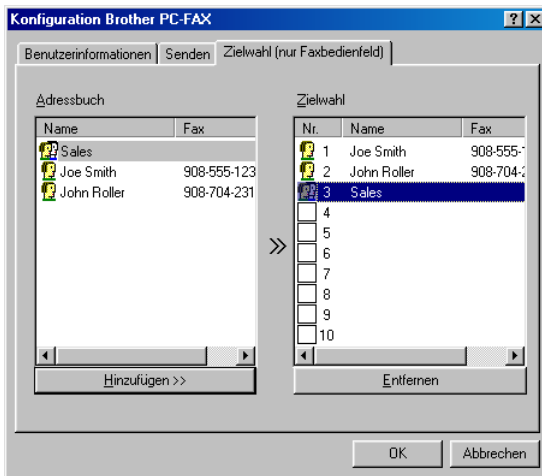 Konfiguration Brother PC-FAX
Benutzerinformationen Senden Zielwahl (nur Faxbedienfeld)
Adressbuch
Name Fax
Sales
Joe Smith 908-555-123
John Roller 908-704-231
Hinzufügen >>
Zielwahl
Nr. Name Fax
1 Joe Smith 908-555-
2 John Roller 908-704-
3 Sales
4
5
6
7
8
9
10
Entfernen
OK Abbrechen